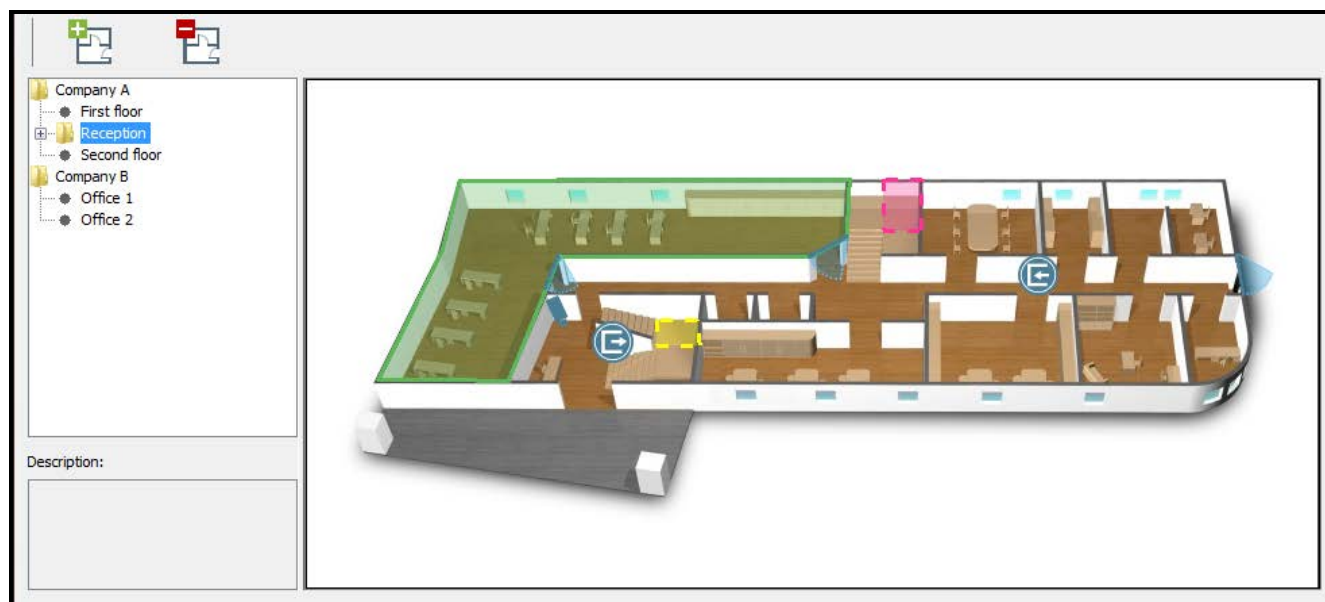 Company A
First floor
Reception
Second floor
Company B
Office 1
Office 2
Description: